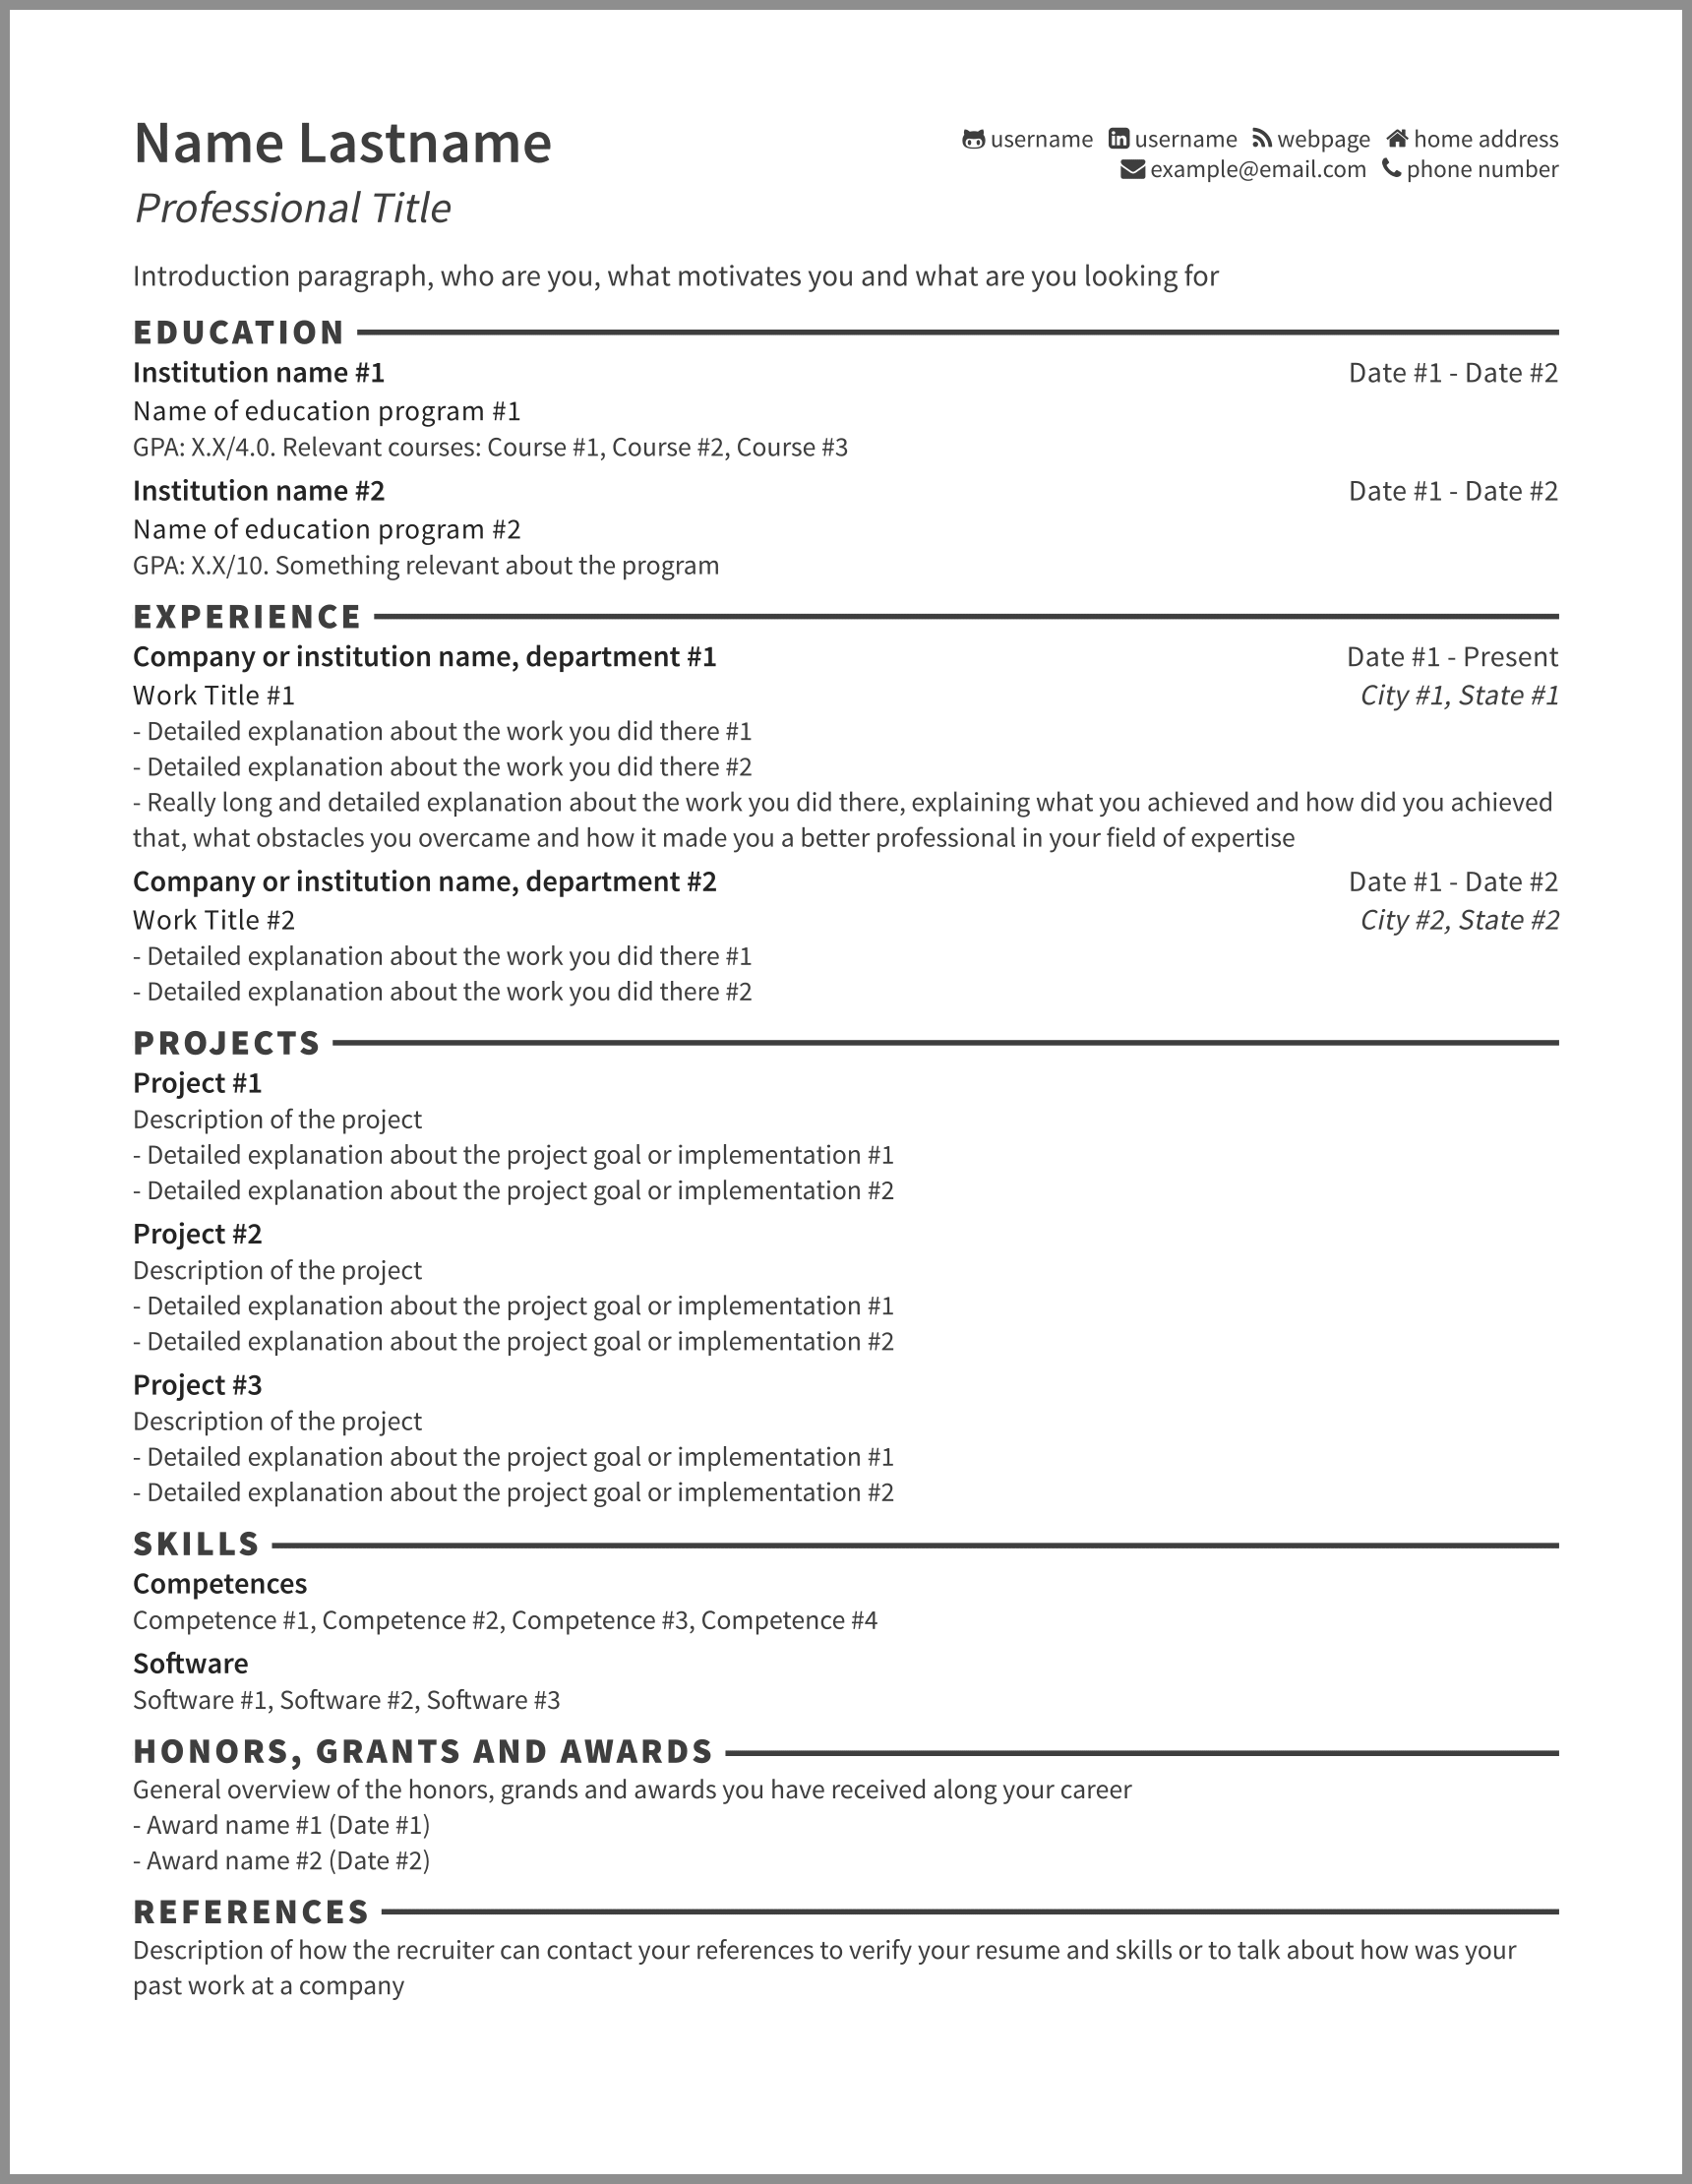 Name Lastname
username username webpage home address
example@email.com phone number
Professional Title
Introduction paragraph, who are you, what motivates you and what are you looking for
EDUCATION
Institution name #1 Date #1 - Date #2
Name of education program #1
GPA: X.X/4.0. Relevant courses: Course #1, Course #2, Course #3
Institution name #2 Date #1 - Date #2
Name of education program #2
GPA: X.X/10. Something relevant about the program
EXPERIENCE
Company or institution name, department #1 Date #1 - Present
Work Title #1 City #1, State #1
- Detailed explanation about the work you did there #1
- Detailed explanation about the work you did there #2
- Really long and detailed explanation about the work you did there, explaining what you achieved and how did you achieved
that, what obstacles you overcame and how it made you a better professional in your field of expertise
Company or institution name, department #2 Date #1 - Date #2
Work Title #2 City #2, State #2
- Detailed explanation about the work you did there #1
- Detailed explanation about the work you did there #2
PROJECTS
Project #1
Description of the project
- Detailed explanation about the project goal or implementation #1
- Detailed explanation about the project goal or implementation #2
Project #2
Description of the project
- Detailed explanation about the project goal or implementation #1
- Detailed explanation about the project goal or implementation #2
Project #3
Description of the project
- Detailed explanation about the project goal or implementation #1
- Detailed explanation about the project goal or implementation #2
SKILLS
Competences
Competence #1, Competence #2, Competence #3, Competence #4
Software
Software #1, Software #2, Software #3
HONORS, GRANTS AND AWARDS
General overview of the honors, grands and awards you have received along your career
- Award name #1 (Date #1)
- Award name #2 (Date #2)
REFERENCES
Description of how the recruiter can contact your references to verify your resume and skills or to talk about how was your
past work at a company